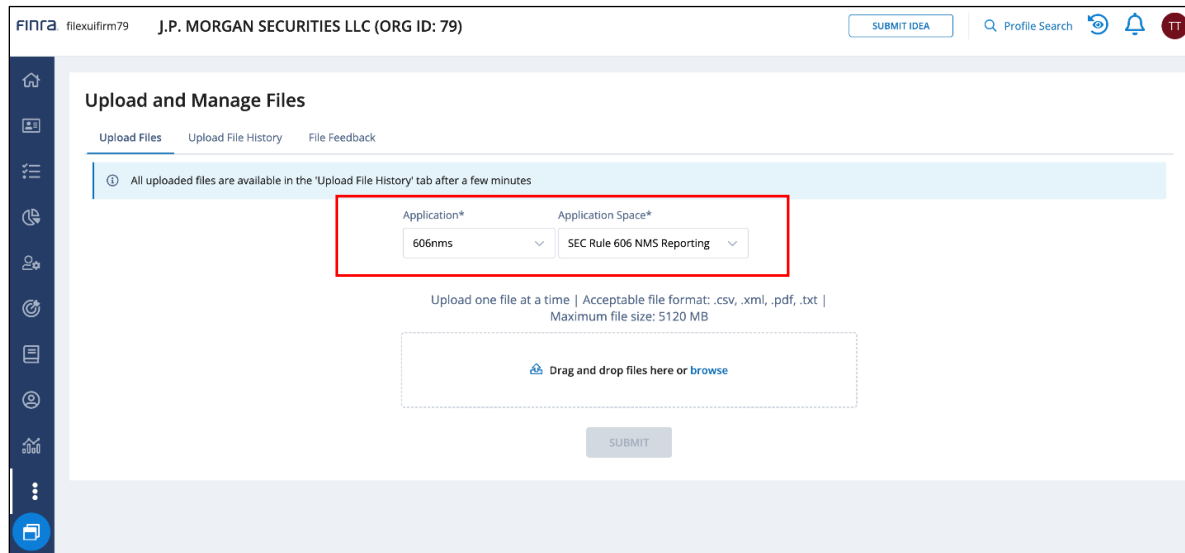 FINRA filexuifirm79 J.P. MORGAN SECURITIES LLC (ORG ID: 79) SUBMIT IDEA Profile Search TT
Upload and Manage Files
Upload Files Upload File History File Feedback
All uploaded files are available in the 'Upload File History' tab after a few minutes
Application* Application Space*
606nms SEC Rule 606 NMS Reporting
Upload one file at a time | Acceptable file format: .csv, .xml, .pdf, .txt |
Maximum file size: 5120 MB
Drag and drop files here or browse
SUBMIT